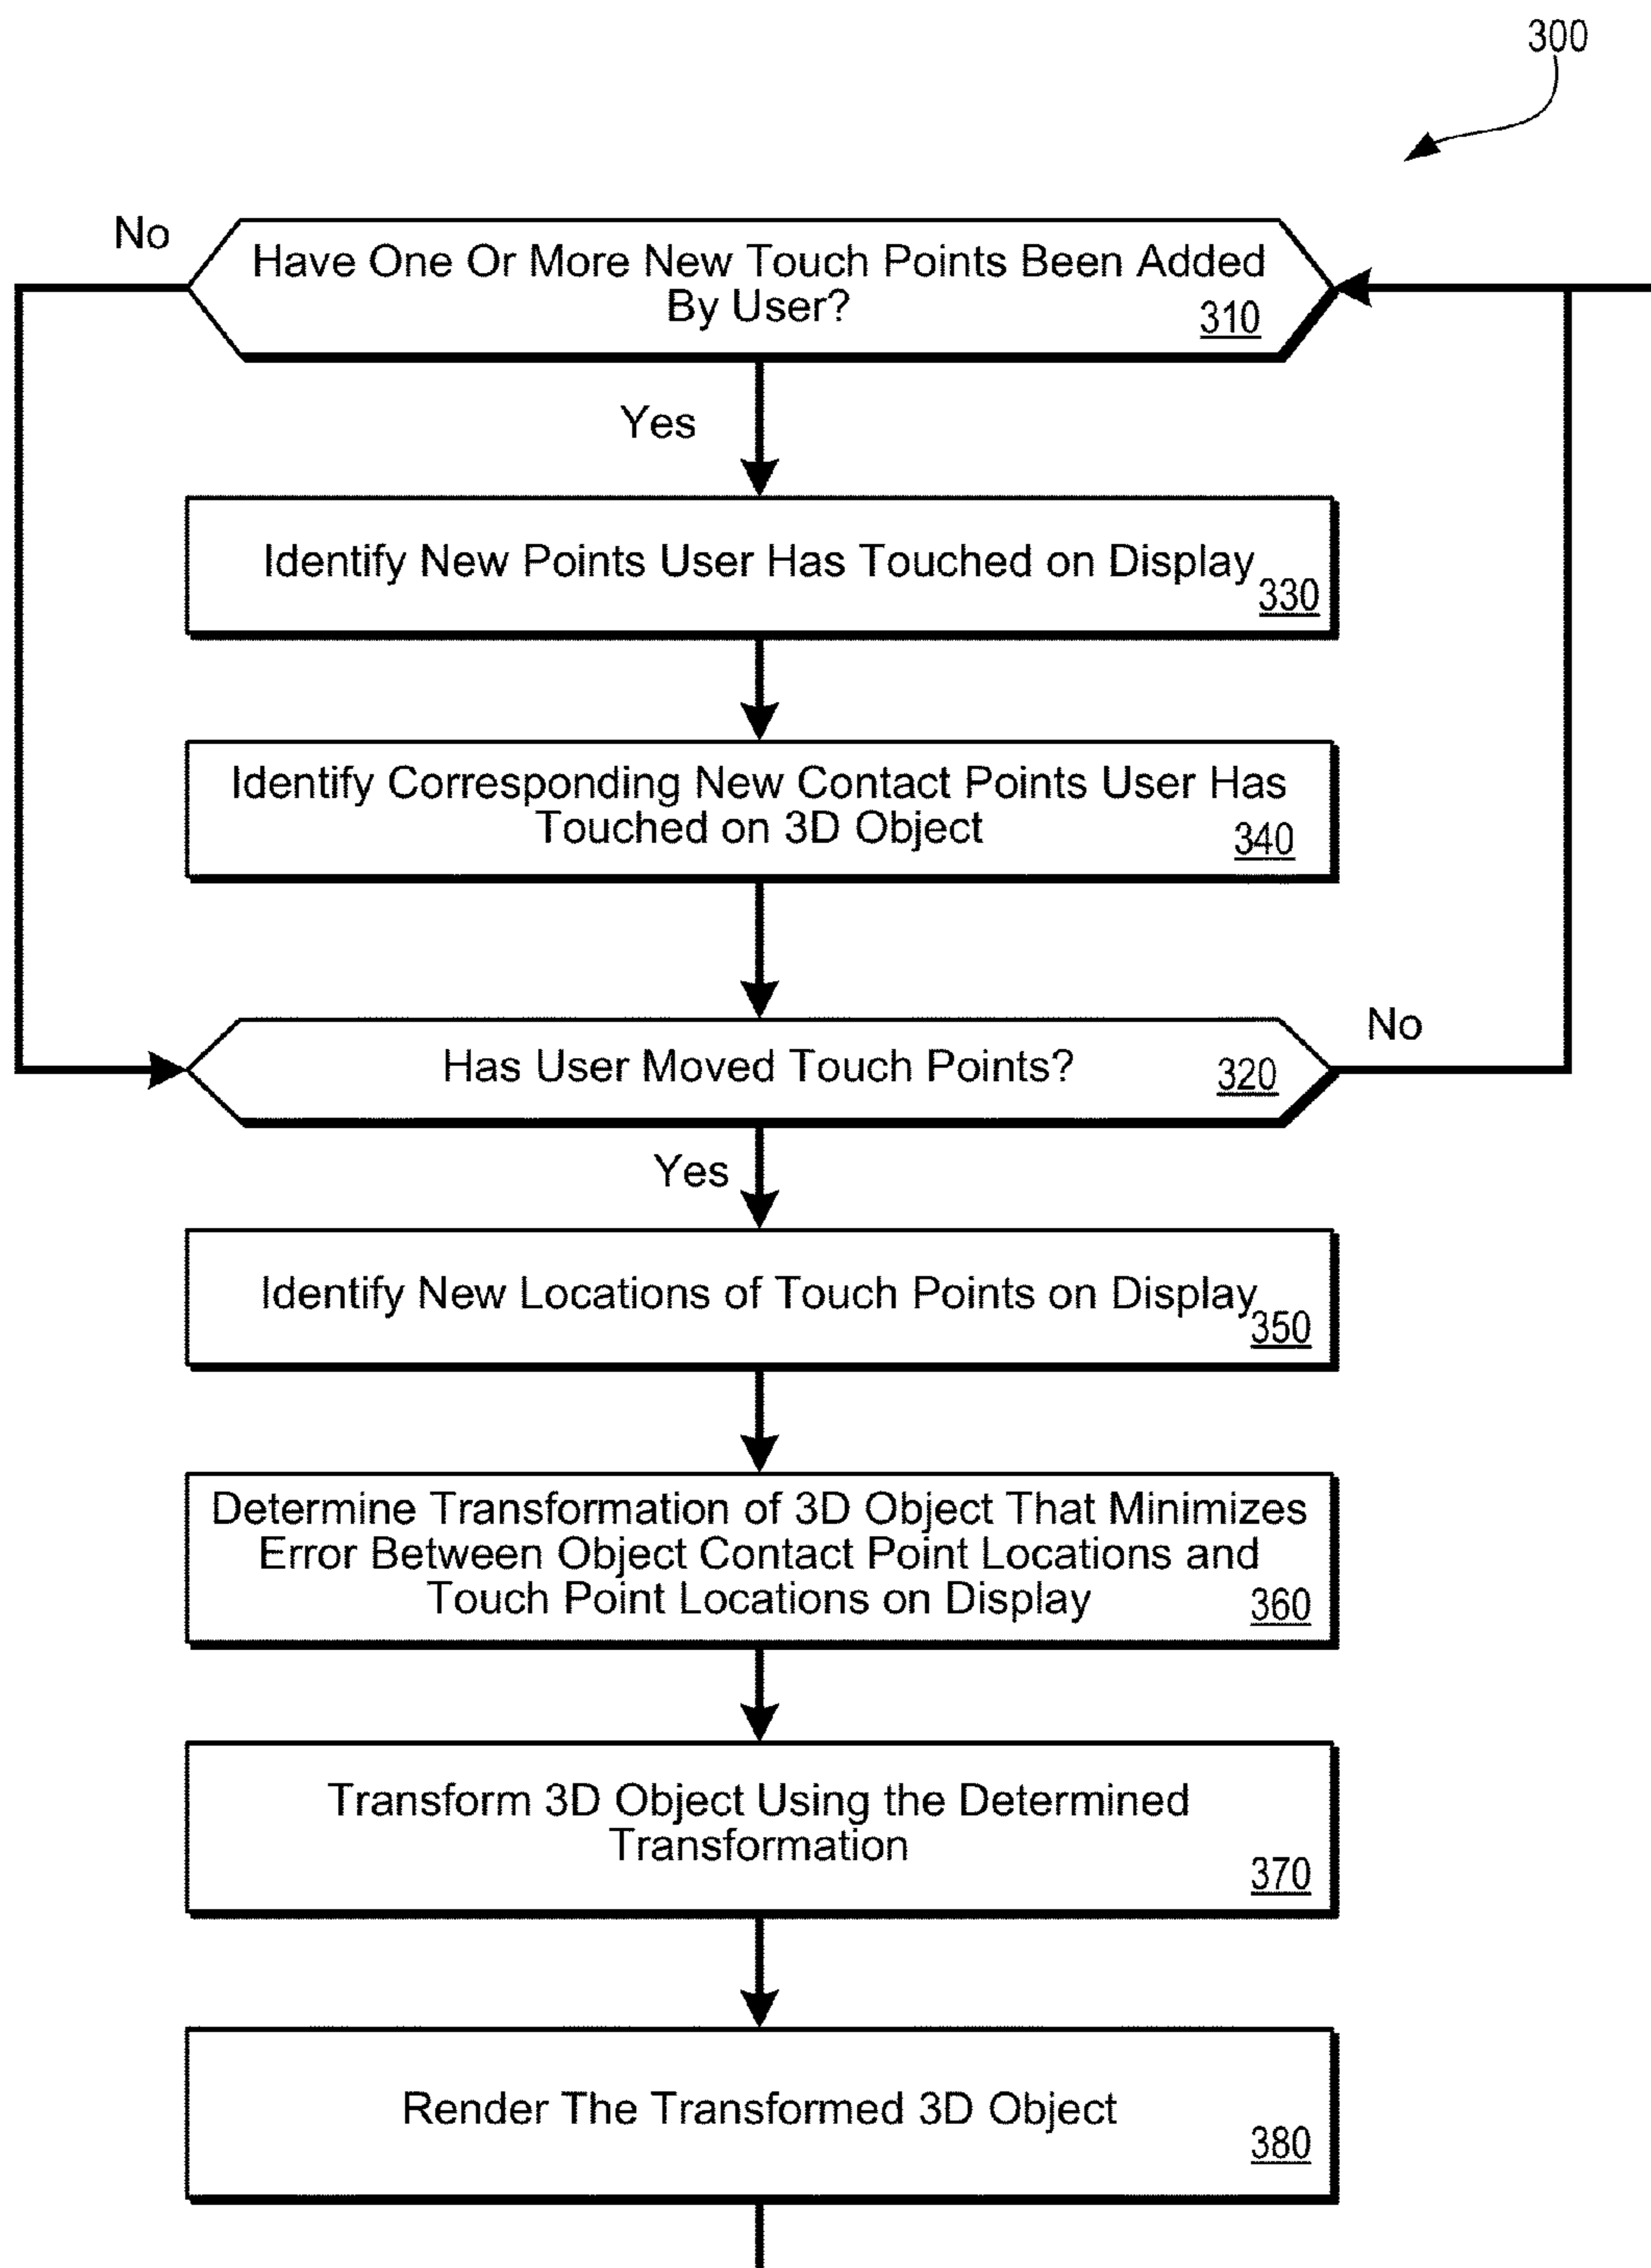 300
No
Have One Or More New Touch Points Been Added
By User?
310
Yes
Identify New Points User Has Touched on Display
330
Identify Corresponding New Contact Points User Has
Touched on 3D Object
340
Has User Moved Touch Points?
320
No
Yes
Identify New Locations of Touch Points on Display
350
Determine Transformation of 3D Object That Minimizes
Error Between Object Contact Point Locations and
Touch Point Locations on Display
360
Transform 3D Object Using the Determined
Transformation
370
Render The Transformed 3D Object
380